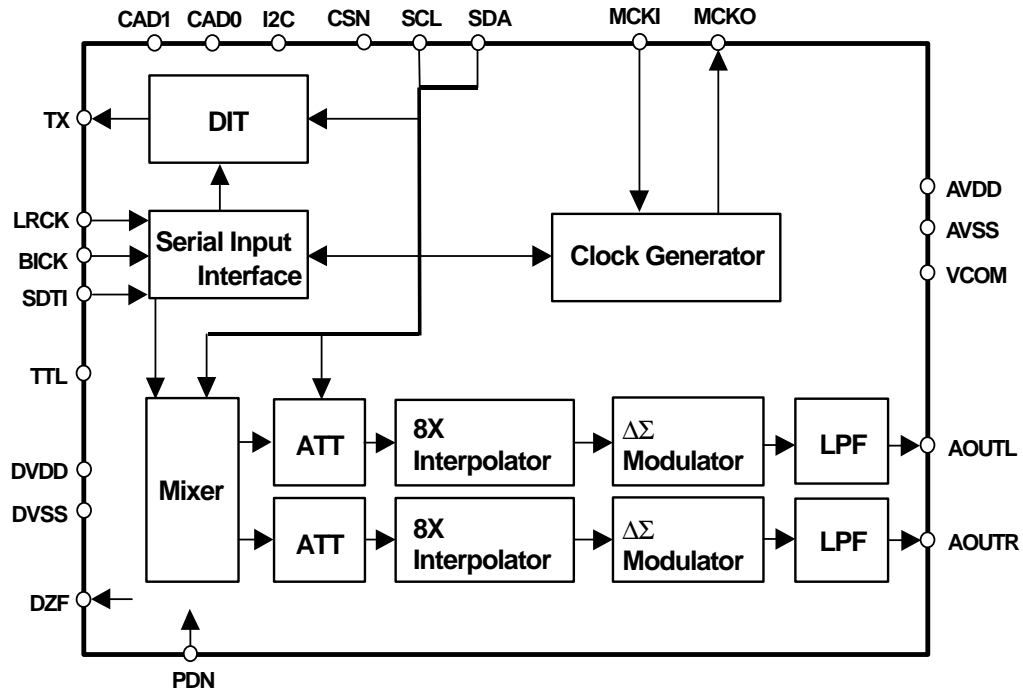 CAD1 CAD0 I2C CSN SCL SDA MCKI MCKO
TX
DIT
LRCK
BICK
SDTI
Serial Input
Interface
Clock Generator
AVDD
AVSS
VCOM
TTL
DVDD
DVSS
DZF
PDN
Mixer
ATT
8X
Interpolator
ΔΣ
Modulator
LPF
AOUTL
ATT
8X
Interpolator
ΔΣ
Modulator
LPF
AOUTR